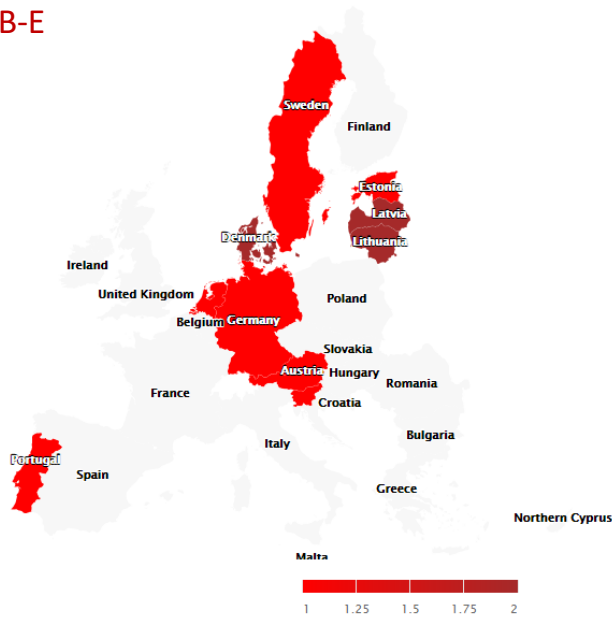 B-E
Sweden
Finland
Estonia
Latvia
Denmark
Lithuania
Ireland
United Kingdom
Poland
Belgium
Germany
Slovakia
Austria
Hungary
Romania
France
Croatia
Bulgaria
Italy
Portugal
Spain
Greece
Northern Cyprus
Malta
1 1.25 1.5 1.75 2